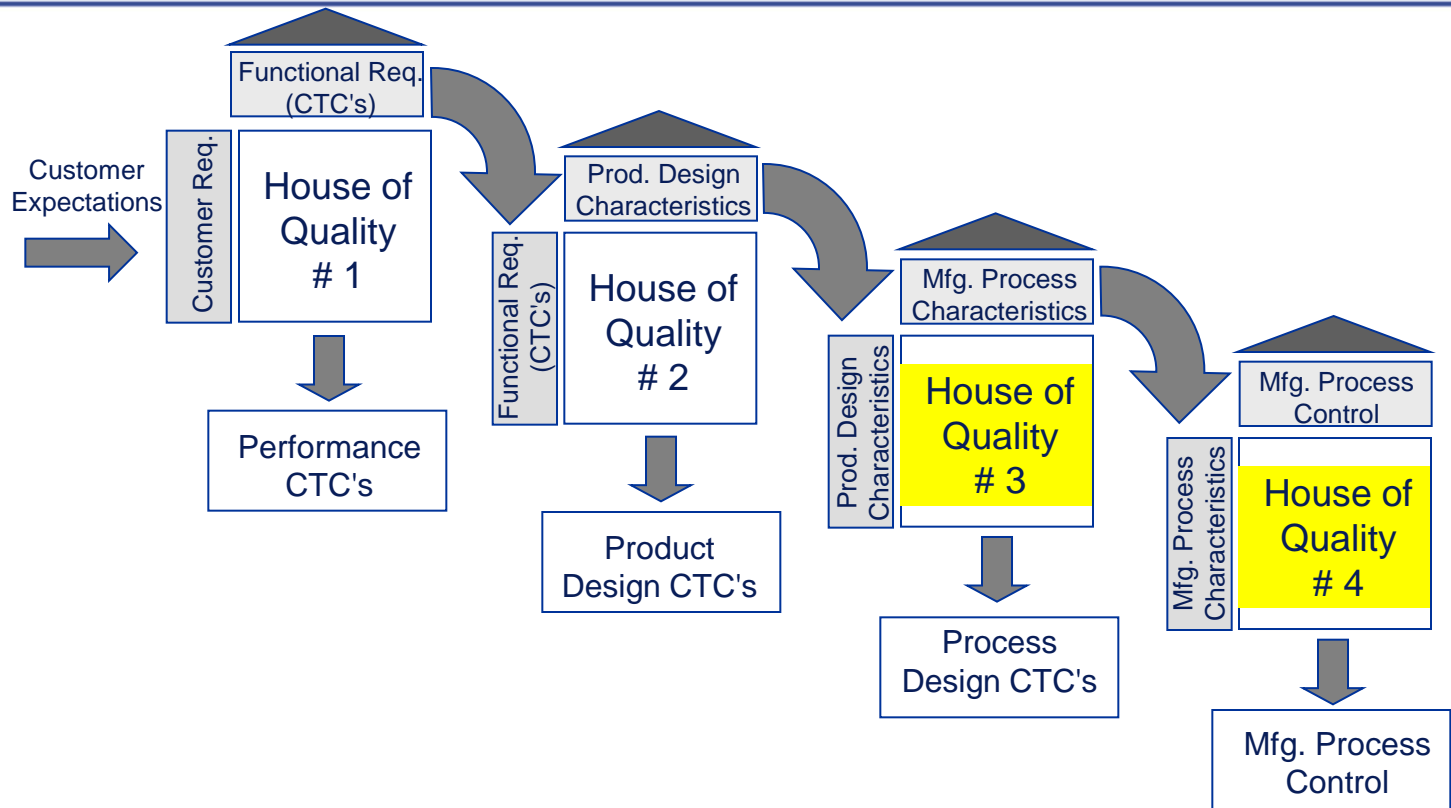 Functional Req.
(CTC's)
Customer
Expectations
Customer Req.
House of
Quality
# 1
Performance
CTC's
Prod. Design
Characteristics
Functional Req.
(CTC's)
House of
Quality
# 2
Product
Design CTC's
Mfg. Process
Characteristics
Prod. Design
Characteristics
House of
Quality
# 3
Process
Design CTC's
Mfg. Process
Control
Mfg. Process
Characteristics
House of
Quality
# 4
Mfg. Process
Control